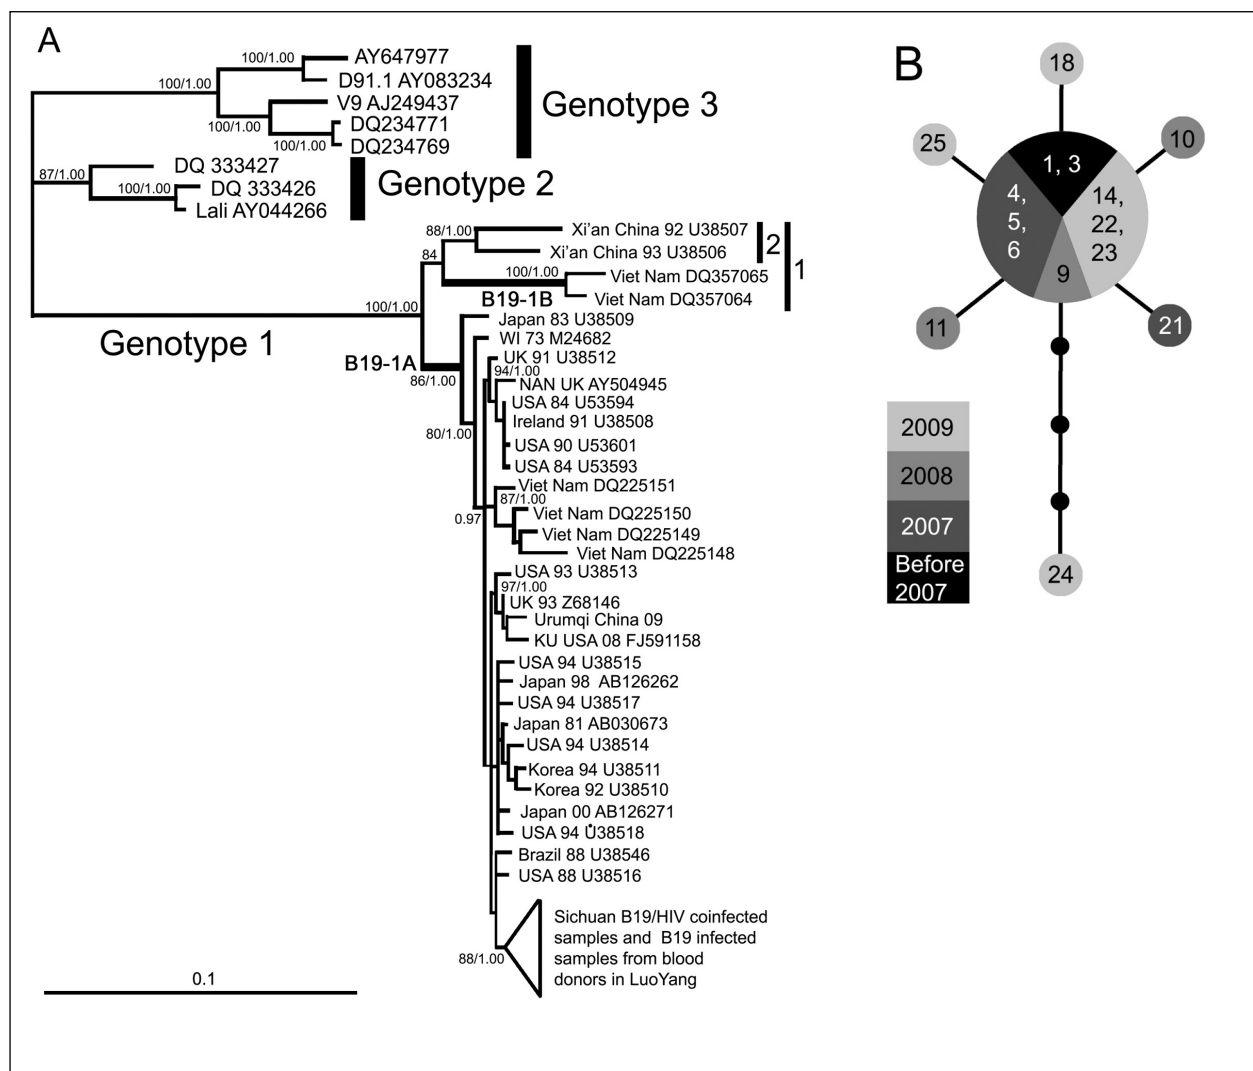 A
100/1.00
AY647977
D91.1 AY083234
100/1.00
V9 AJ249437
100/1.00
DQ234771
100/1.00
DQ234769
Genotype 3
DQ 333427
87/1.00
100/1.00
DQ 333426
Lali AY044266
Genotype 2
88/1.00
Xi'an China 92 U38507
84
Xi'an China 93 U38506
2
1
100/1.00
Viet Nam DQ357065
B19-1B
Viet Nam DQ357064
100/1.00
Genotype 1
Japan 83 U38509
WI 73 M24682
B19-1A
86/1.00
UK 91 U38512
94/1.00
NAN UK AY504945
USA 84 U53594
Ireland 91 U38508
80/1.00
USA 90 U53601
USA 84 U53593
Viet Nam DQ225151
87/1.00
Viet Nam DQ225150
0.97
Viet Nam DQ225149
Viet Nam DQ225148
USA 93 U38513
97/1.00
UK 93 Z68146
Urumqi China 09
KU USA 08 FJ591158
USA 94 U38515
Japan 98 AB126262
USA 94 U38517
Japan 81 AB030673
USA 94 U38514
Korea 94 U38511
Korea 92 U38510
Japan 00 AB126271
USA 94 U38518
Brazil 88 U38546
USA 88 U38516
Sichuan B19/HIV coinfected
samples and B19 infected
samples from blood
donors in LuoYang
88/1.00
0.1
B
18
25
10
1, 3
4,
5,
6
14,
22,
23
9
11
21
24
2009
2008
2007
Before
2007